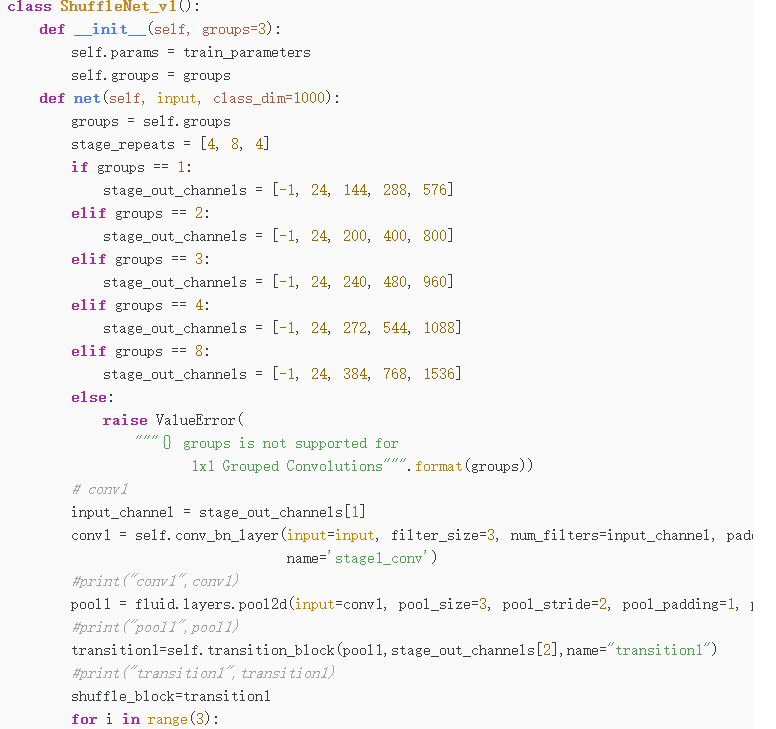 class ShuffleNet_v1():
    def __init__(self, groups=3):
        self.params = train_parameters
        self.groups = groups
    def net(self, input, class_dim=1000):
        groups = self.groups
        stage_repeats = [4, 8, 4]
        if groups == 1:
            stage_out_channels = [-1, 24, 144, 288, 576]
        elif groups == 2:
            stage_out_channels = [-1, 24, 200, 400, 800]
        elif groups == 3:
            stage_out_channels = [-1, 24, 240, 480, 960]
        elif groups == 4:
            stage_out_channels = [-1, 24, 272, 544, 1088]
        elif groups == 8:
            stage_out_channels = [-1, 24, 384, 768, 1536]
        else:
            raise ValueError(
                """{} groups is not supported for
                       1x1 Grouped Convolutions""".format(groups))
        # conv1
        input_channel = stage_out_channels[1]
        conv1 = self.conv_bn_layer(input=input, filter_size=3, num_filters=input_channel,
                                   name='stage1_conv')
        #print("conv1",conv1)
        pool1 = fluid.layers.pool2d(input=conv1, pool_size=3, pool_stride=2, pool_padding=1,
        #print("pool1",pool1)
        transition1=self.transition_block(pool1,stage_out_channels[2],name="transition1")
        #print("transition1",transition1)
        shuffle_block=transition1
        for i in range(3):